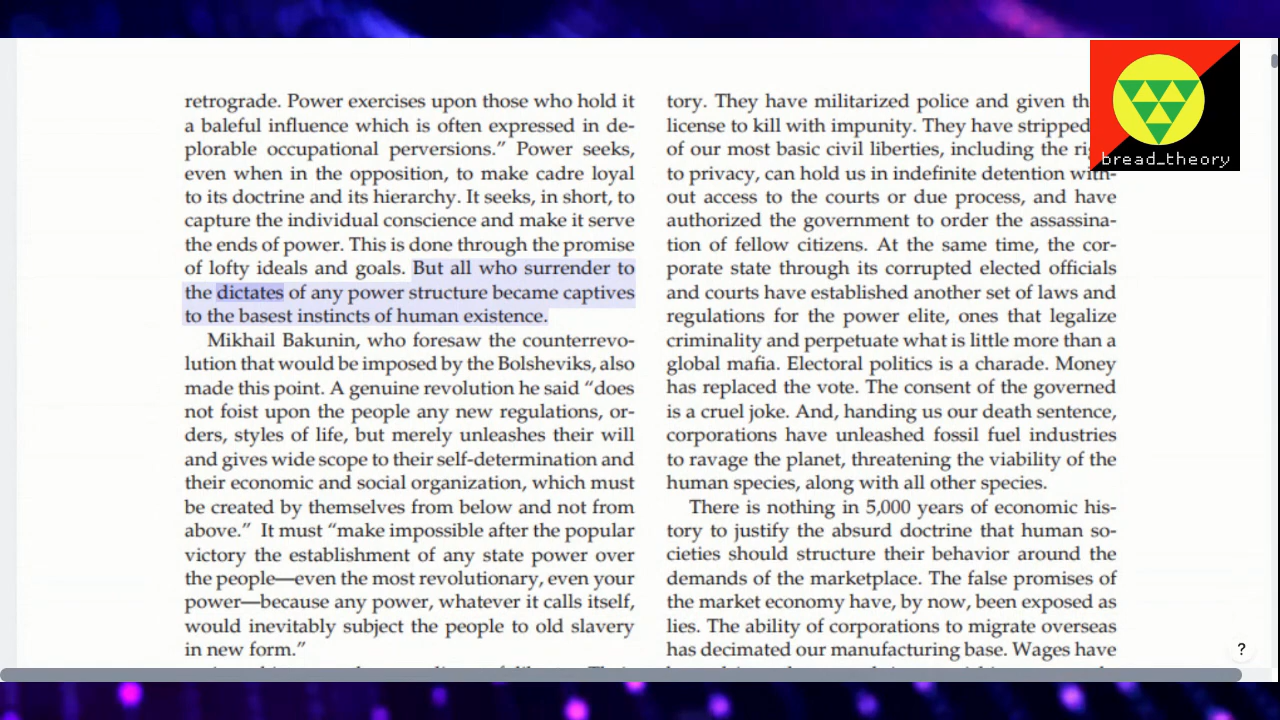 retrograde. Power exercises upon those who hold it
a baleful influence which is often expressed in de-
plorable occupational perversions.” Power seeks,
even when in the opposition, to make cadre loyal
to its doctrine and its hierarchy. It seeks, in short, to
capture the individual conscience and make it serve
the ends of power. This is done through the promise
of lofty ideals and goals. But all who surrender to
the dictates of any power structure became captives
to the basest instincts of human existence.
Mikhail Bakunin, who foresaw the counterrevo-
lution that would be imposed by the Bolsheviks, also
made this point. A genuine revolution he said “does
not foist upon the people any new regulations, or-
ders, styles of life, but merely unleashes their will
and gives wide scope to their self-determination and
their economic and social organization, which must
be created by themselves from below and not from
above.” It must “make impossible after the popular
victory the establishment of any state power over
the people—even the most revolutionary, even your
power—because any power, whatever it calls itself,
would inevitably subject the people to old slavery
in new form.”
tory. They have militarized police and given
license to kill with impunity. They have stripped
of our most basic civil liberties, including the
to privacy, can hold us in indefinite detention with-
out access to the courts or due process, and have
authorized the government to order the assassina-
tion of fellow citizens. At the same time, the cor-
porate state through its corrupted elected officials
and courts have established another set of laws and
regulations for the power elite, ones that legalize
criminality and perpetuate what is little more than a
global mafia. Electoral politics is a charade. Money
has replaced the vote. The consent of the governed
is a cruel joke. And, handing us our death sentence,
corporations have unleashed fossil fuel industries
to ravage the planet, threatening the viability of the
human species, along with all other species.
There is nothing in 5,000 years of economic his-
tory to justify the absurd doctrine that human so-
cieties should structure their behavior around the
demands of the marketplace. The false promises of
the market economy have, by now, been exposed as
lies. The ability of corporations to migrate overseas
has decimated our manufacturing base. Wages have
bread_theory
?